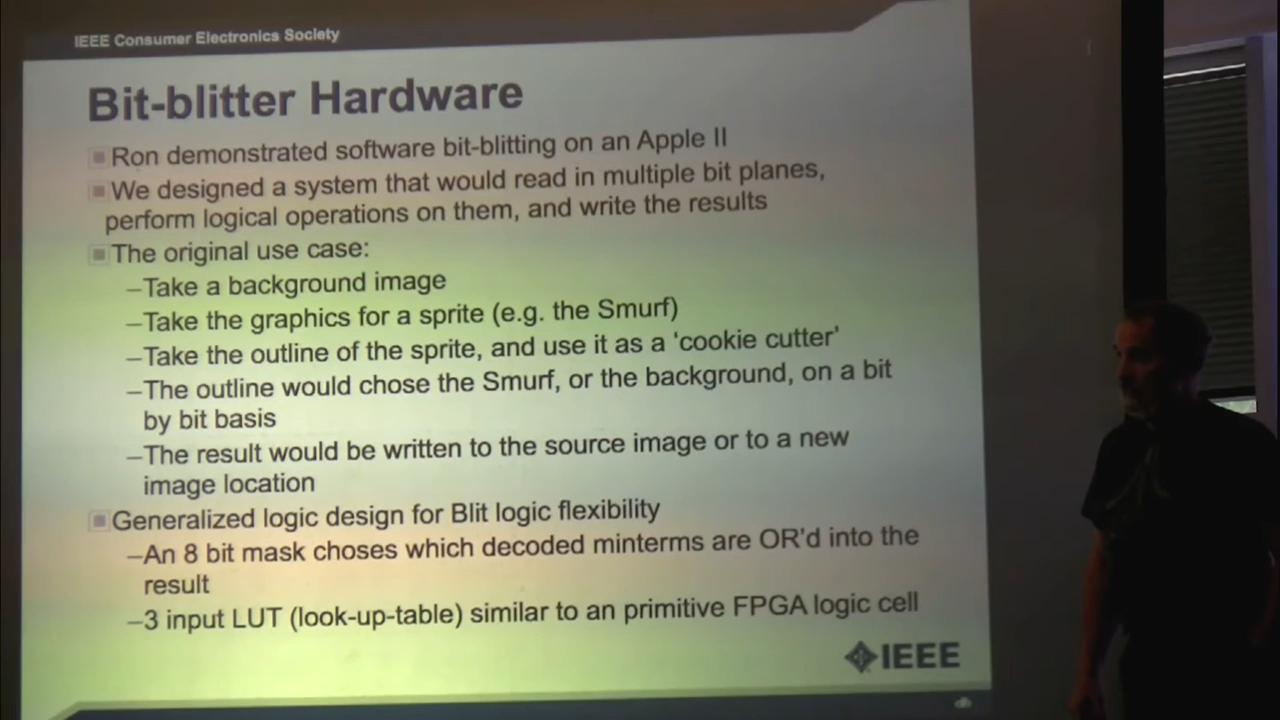 IEEE Consumer Electronics Society
Bit-blitter Hardware
Ron demonstrated software bit-blitting on an Apple II
We designed a system that would read in multiple bit planes,
perform logical operations on them, and write the results
The original use case:
–Take a background image
–Take the graphics for a sprite (e.g. the Smurf)
–Take the outline of the sprite, and use it as a 'cookie cutter'
–The outline would chose the Smurf, or the background, on a bit
by bit basis
–The result would be written to the source image or to a new
image location
Generalized logic design for Blit logic flexibility
–An 8 bit mask choses which decoded minterms are OR'd into the
result
–3 input LUT (look-up-table) similar to an primitive FPGA logic cell
IEEE